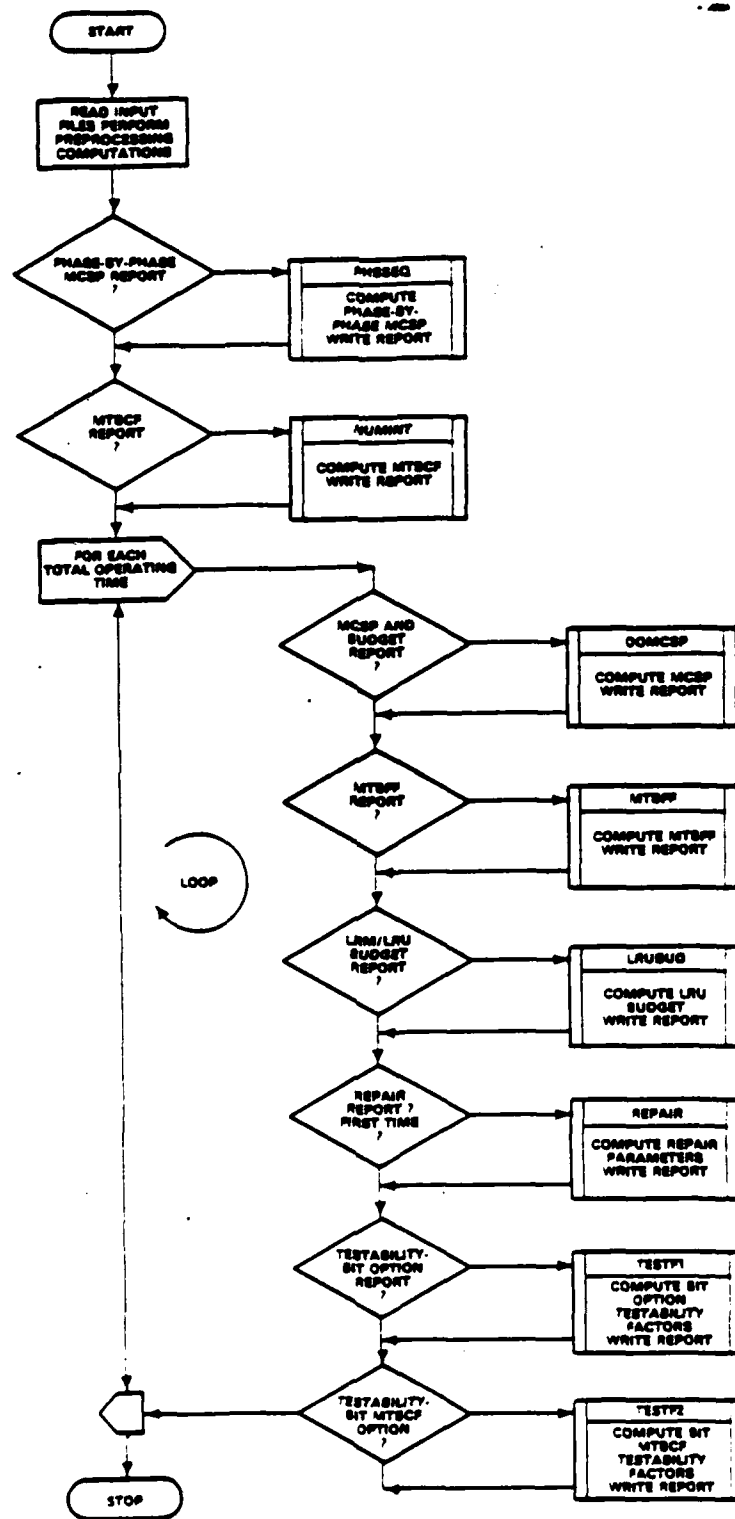 START
READ INPUT
FILES PERFORM
PREPROCESSING
COMPUTATIONS
PHASE-BY-PHASE
MCSP REPORT
?
PHSSEQ
COMPUTE
PHASE-BY-
PHASE MCSP
WRITE REPORT
MTBCF
REPORT
?
NUMINT
COMPUTE MTBCF
WRITE REPORT
FOR EACH
TOTAL OPERATING
TIME
MCSP AND
BUDGET
REPORT
?
DOMCSP
COMPUTE MCSP
WRITE REPORT
MTBFF
REPORT
?
MTBFF
COMPUTE MTBFF
WRITE REPORT
LOOP
LRM/LRU
BUDGET
REPORT
?
LRUBUD
COMPUTE LRU
BUDGET
WRITE REPORT
REPAIR
REPORT ?
FIRST TIME
?
REPAIR
COMPUTE REPAIR
PARAMETERS
WRITE REPORT
TESTABILITY-
BIT OPTION
REPORT
?
TESTF1
COMPUTE BIT
OPTION
TESTABILITY
FACTORS
WRITE REPORT
TESTABILITY-
BIT MTBCF
OPTION
?
TESTF2
COMPUTE BIT
MTBCF
TESTABILITY
FACTORS
WRITE REPORT
STOP